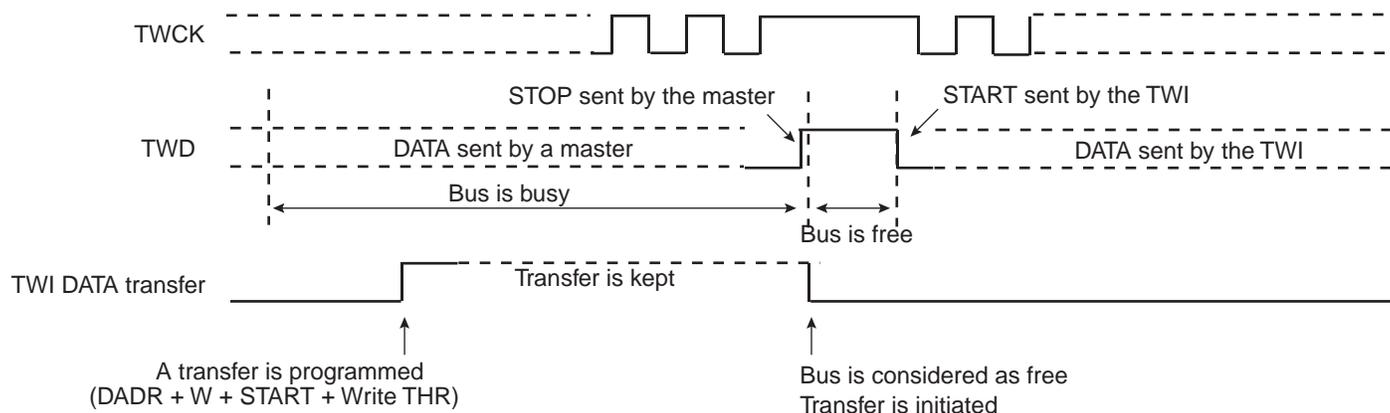 TWCK
STOP sent by the master
START sent by the TWI
TWD
DATA sent by a master
DATA sent by the TWI
Bus is busy
Bus is free
TWI DATA transfer
Transfer is kept
A transfer is programmed
(DADR + W + START + Write THR)
Bus is considered as free
Transfer is initiated